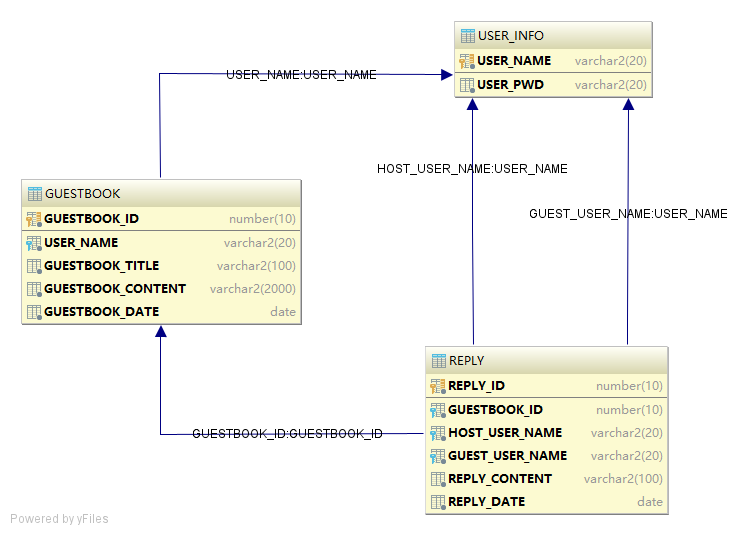 USER_INFO
USER_NAME varchar2(20)
USER_PWD varchar2(20)
USER_NAME:USER_NAME
HOST_USER_NAME:USER_NAME
GUEST_USER_NAME:USER_NAME
GUESTBOOK
GUESTBOOK_ID number(10)
USER_NAME varchar2(20)
GUESTBOOK_TITLE varchar2(100)
GUESTBOOK_CONTENT varchar2(2000)
GUESTBOOK_DATE date
GUESTBOOK_ID:GUESTBOOK_ID
REPLY
REPLY_ID number(10)
GUESTBOOK_ID number(10)
HOST_USER_NAME varchar2(20)
GUEST_USER_NAME varchar2(20)
REPLY_CONTENT varchar2(100)
REPLY_DATE date
Powered by yFiles